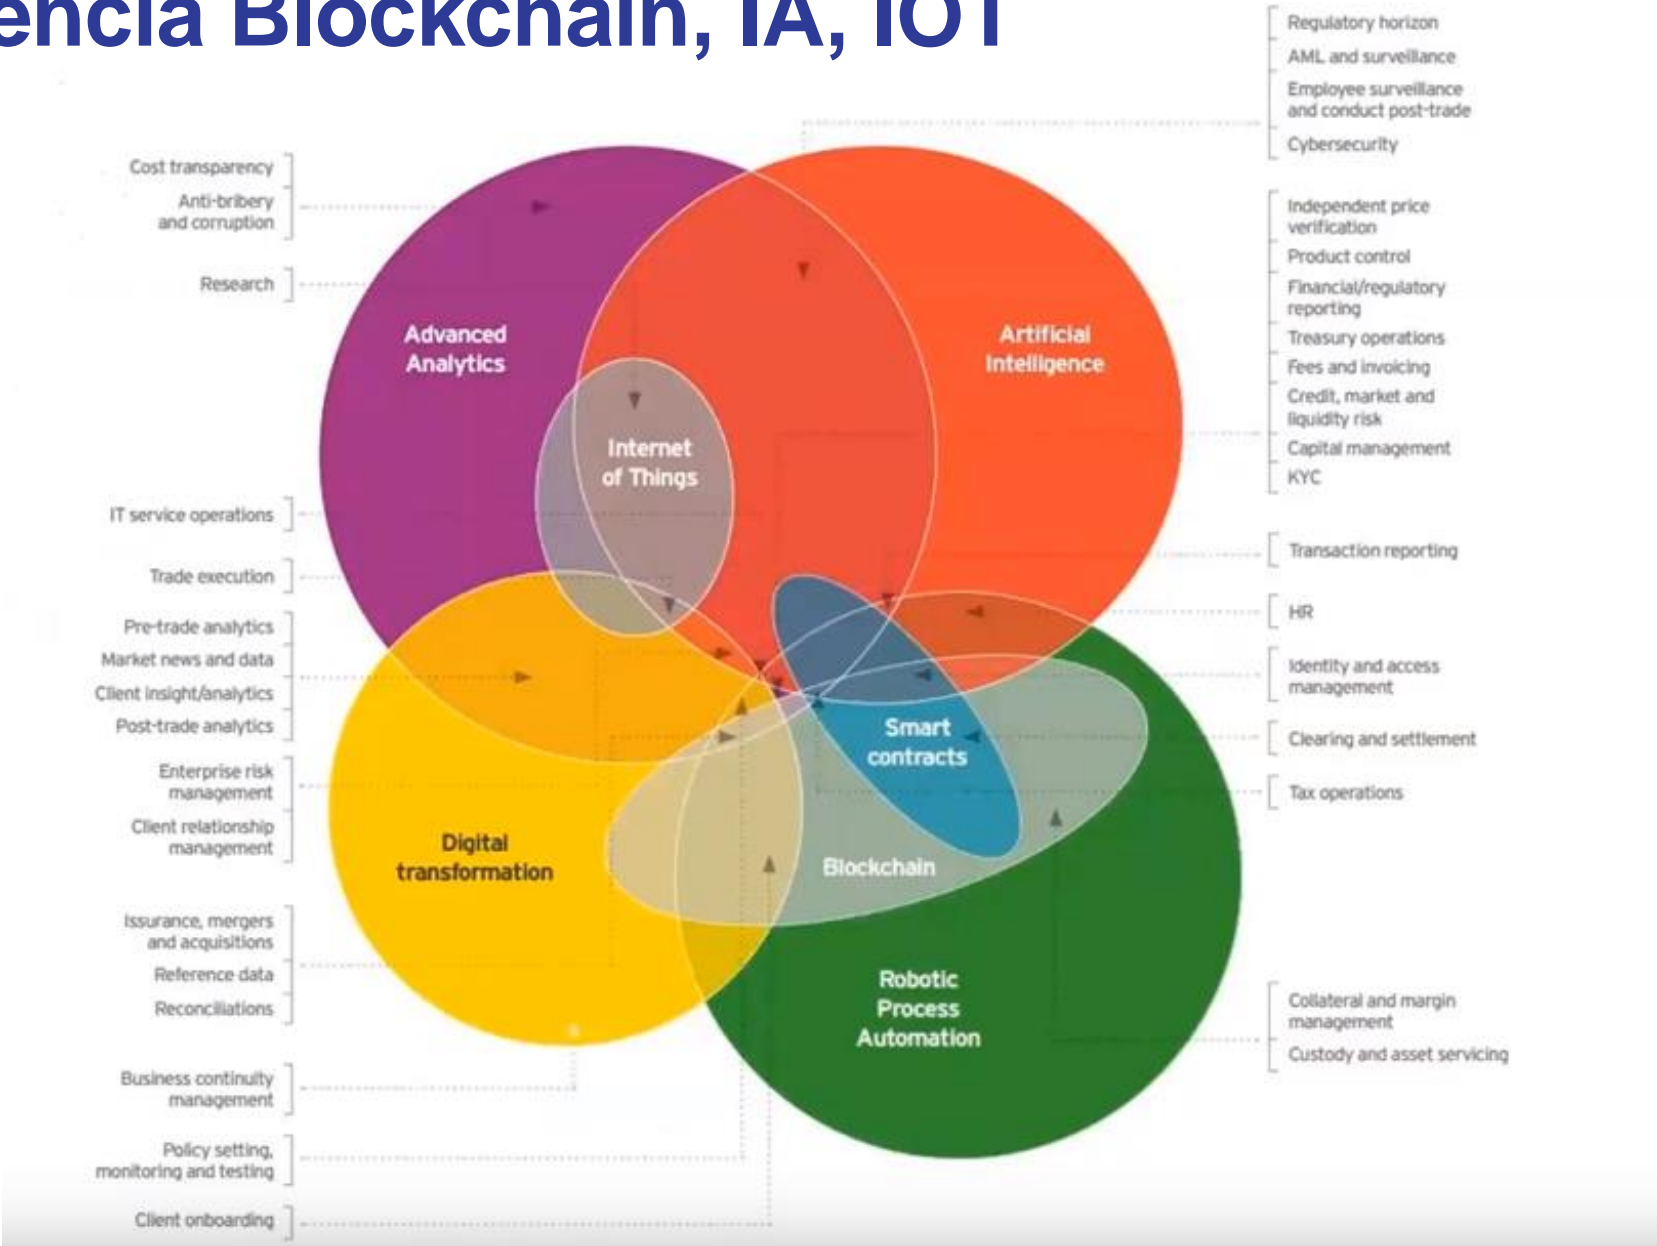 encia Blockchain, IA, IOT
Cost transparency
Anti-bribery
and corruption
Research
IT service operations
Trade execution
Pre-trade analytics
Market news and data
Client insight/analytics
Post-trade analytics
Enterprise risk
management
Client relationship
management
Issurance, mergers
and acquisitions
Reference data
Reconciliations
Business continuity
management
Policy setting,
monitoring and testing
Client onboarding
Advanced
Analytics
Artificial
Intelligence
Internet
of Things
Smart
contracts
Digital
transformation
Blockchain
Robotic
Process
Automation
Regulatory horizon
AML and surveillance
Employee surveillance
and conduct post-trade
Cybersecurity
Independent price
verification
Product control
Financial/regulatory
reporting
Treasury operations
Fees and invoicing
Credit, market and
liquidity risk
Capital management
KYC
Transaction reporting
HR
Identity and access
management
Clearing and settlement
Tax operations
Collateral and margin
management
Custody and asset servicing